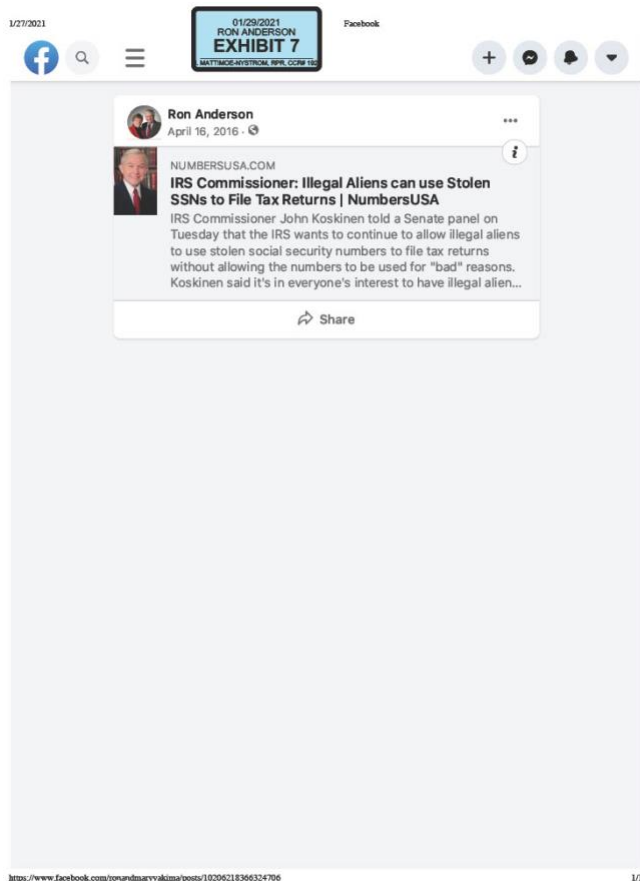 1/27/2021
01/29/2021
RON ANDERSON
EXHIBIT 7
MATTIMOE-NYSTROM, RPR, CCR#
Facebook
Ron Anderson
April 16, 2016 ·
NUMBERSUSA.COM
IRS Commissioner: Illegal Aliens can use Stolen
SSNs to File Tax Returns | NumbersUSA
IRS Commissioner John Koskinen told a Senate panel on
Tuesday that the IRS wants to continue to allow illegal aliens
to use stolen social security numbers to file tax returns
without allowing the numbers to be used for "bad" reasons.
Koskinen said it's in everyone's interest to have illegal alien...
Share
https://www.facebook.com/ronandmaryyakima/posts/10206218366324706